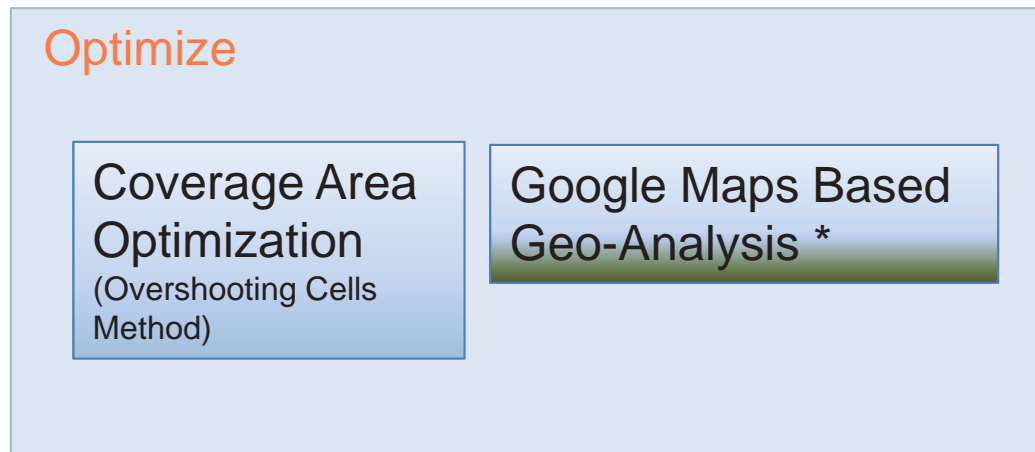 Optimize
Coverage Area
Optimization
(Overshooting Cells
Method)
Google Maps Based
Geo-Analysis *